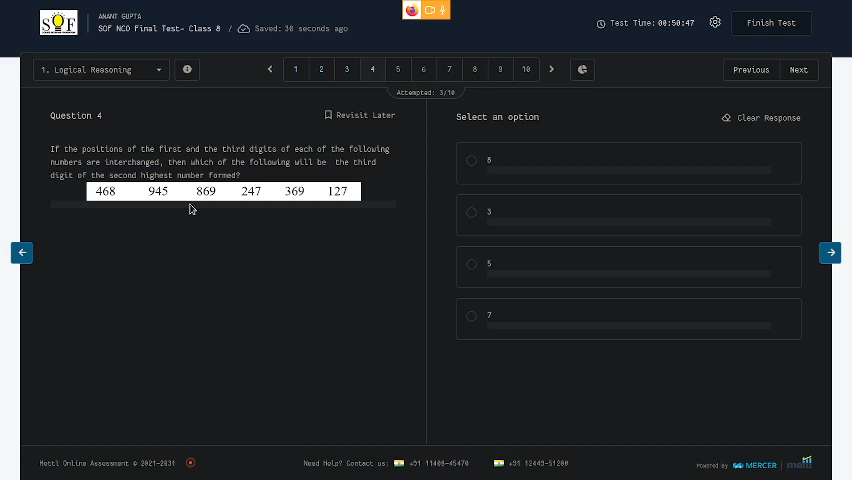 SOF
ANANT GUPTA
SOF NCO Final Test- Class 8
Saved: 30 seconds ago
Test Time: 00:50:47
Finish Test
1. Logical Reasoning
1 2 3 4 5 6 7 8 9 10
Previous Next
Attempted: 3/10
Question 4
Revisit Later
If the positions of the first and the third digits of each of the following
numbers are interchanged, then which of the following will be the third
digit of the second highest number formed?
468 945 869 247 369 127
Select an option
Clear Response
8
3
5
7
Mettl Online Assessment © 2021-2031
Need Help? Contact us: +91 11408-45470 +91 12449-51200
Powered by MERCER mettl